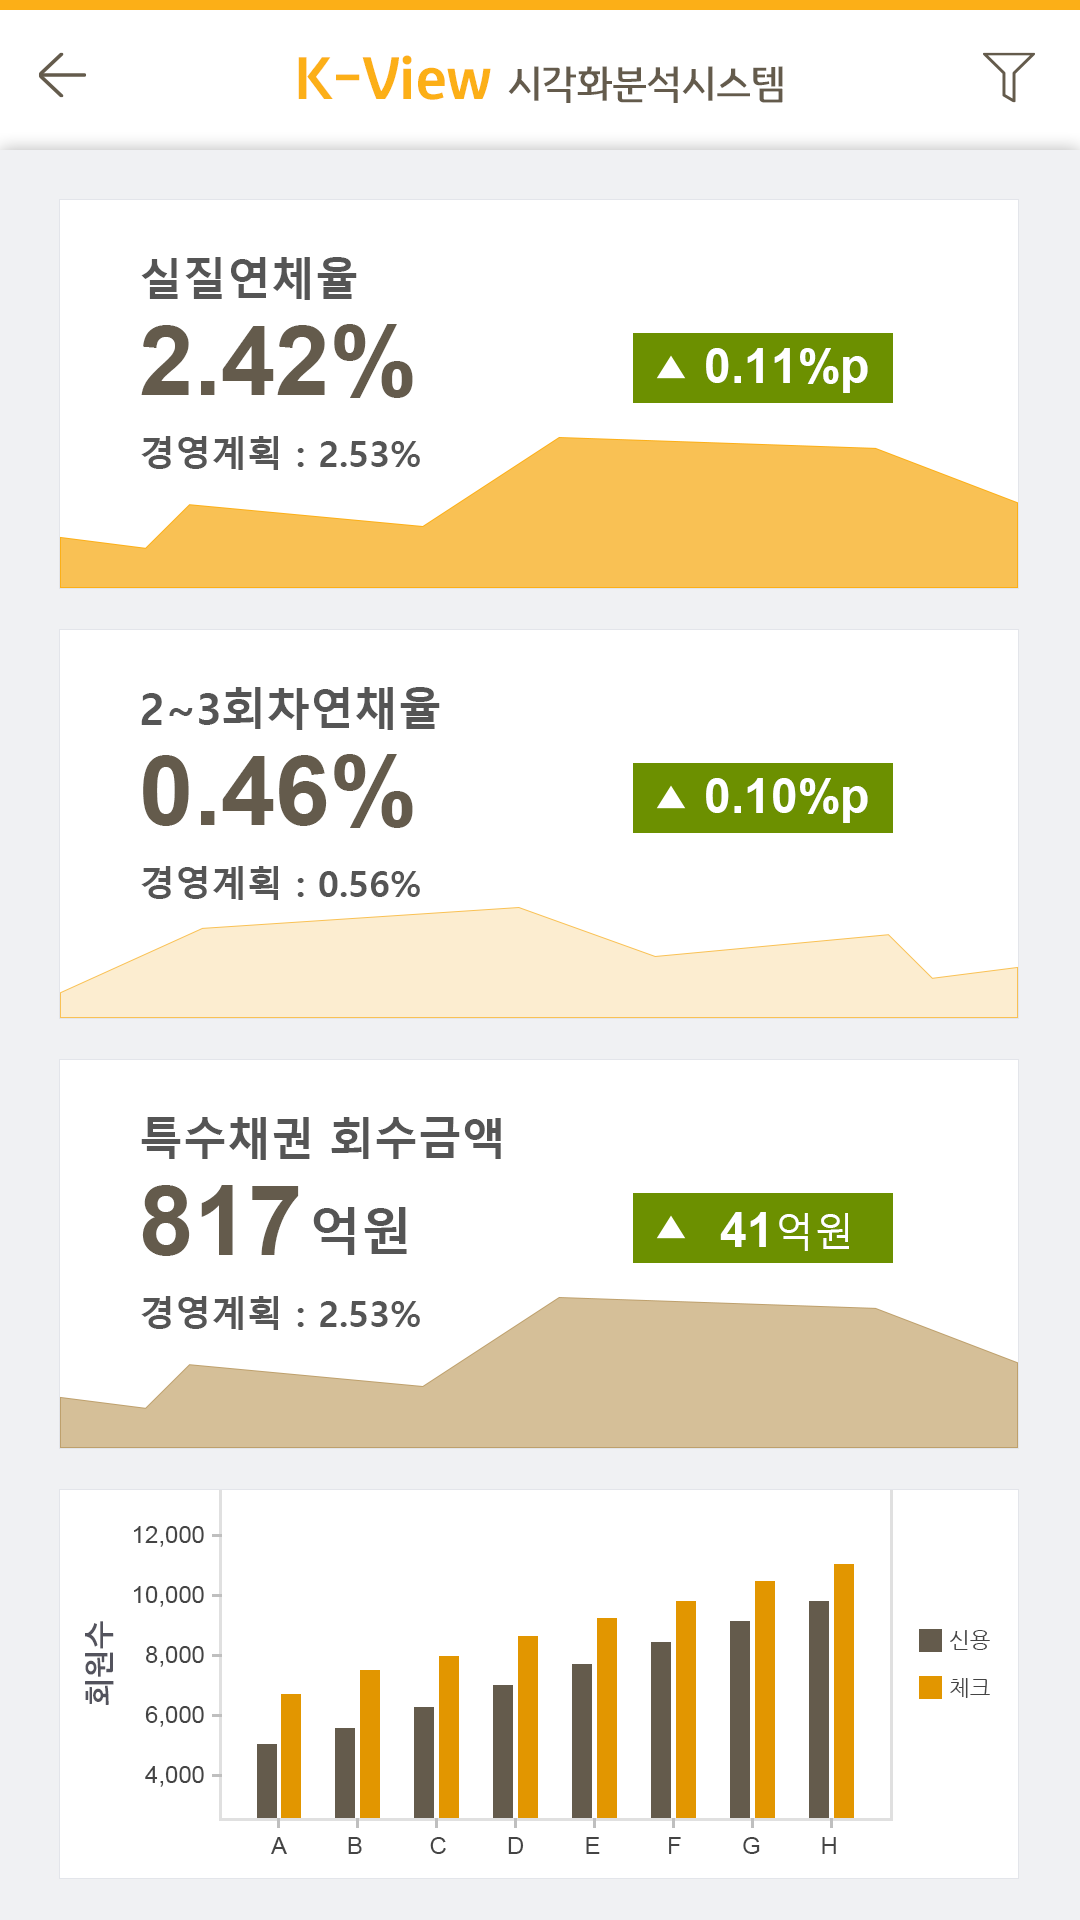 K-View 시각화분석시스템
실질연체율
2.42%
▲ 0.11%p
경영계획 : 2.53%
2~3회차연채율
0.46%
▲ 0.10%p
경영계획 : 0.56%
특수채권 회수금액
817 억원
▲ 41억원
경영계획 : 2.53%
회원수
12,000
10,000
8,000
6,000
4,000
A B C D E F G H
신용
체크